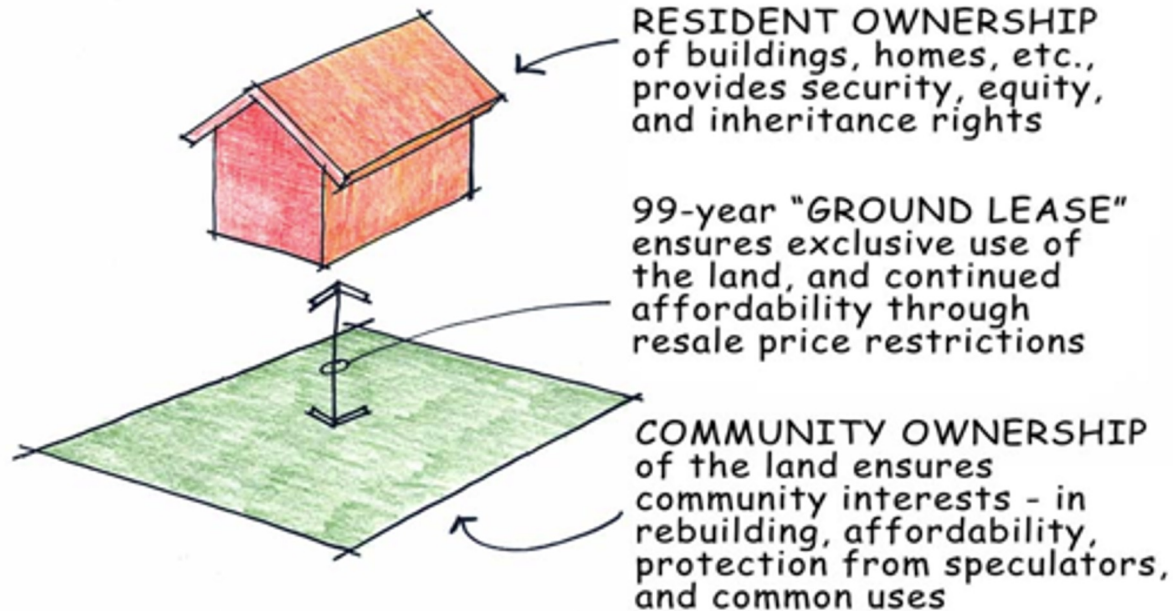 RESIDENT OWNERSHIP
of buildings, homes, etc.,
provides security, equity,
and inheritance rights
99-year “GROUND LEASE”
ensures exclusive use of
the land, and continued
affordability through
resale price restrictions
COMMUNITY OWNERSHIP
of the land ensures
community interests - in
rebuilding, affordability,
protection from speculators,
and common uses